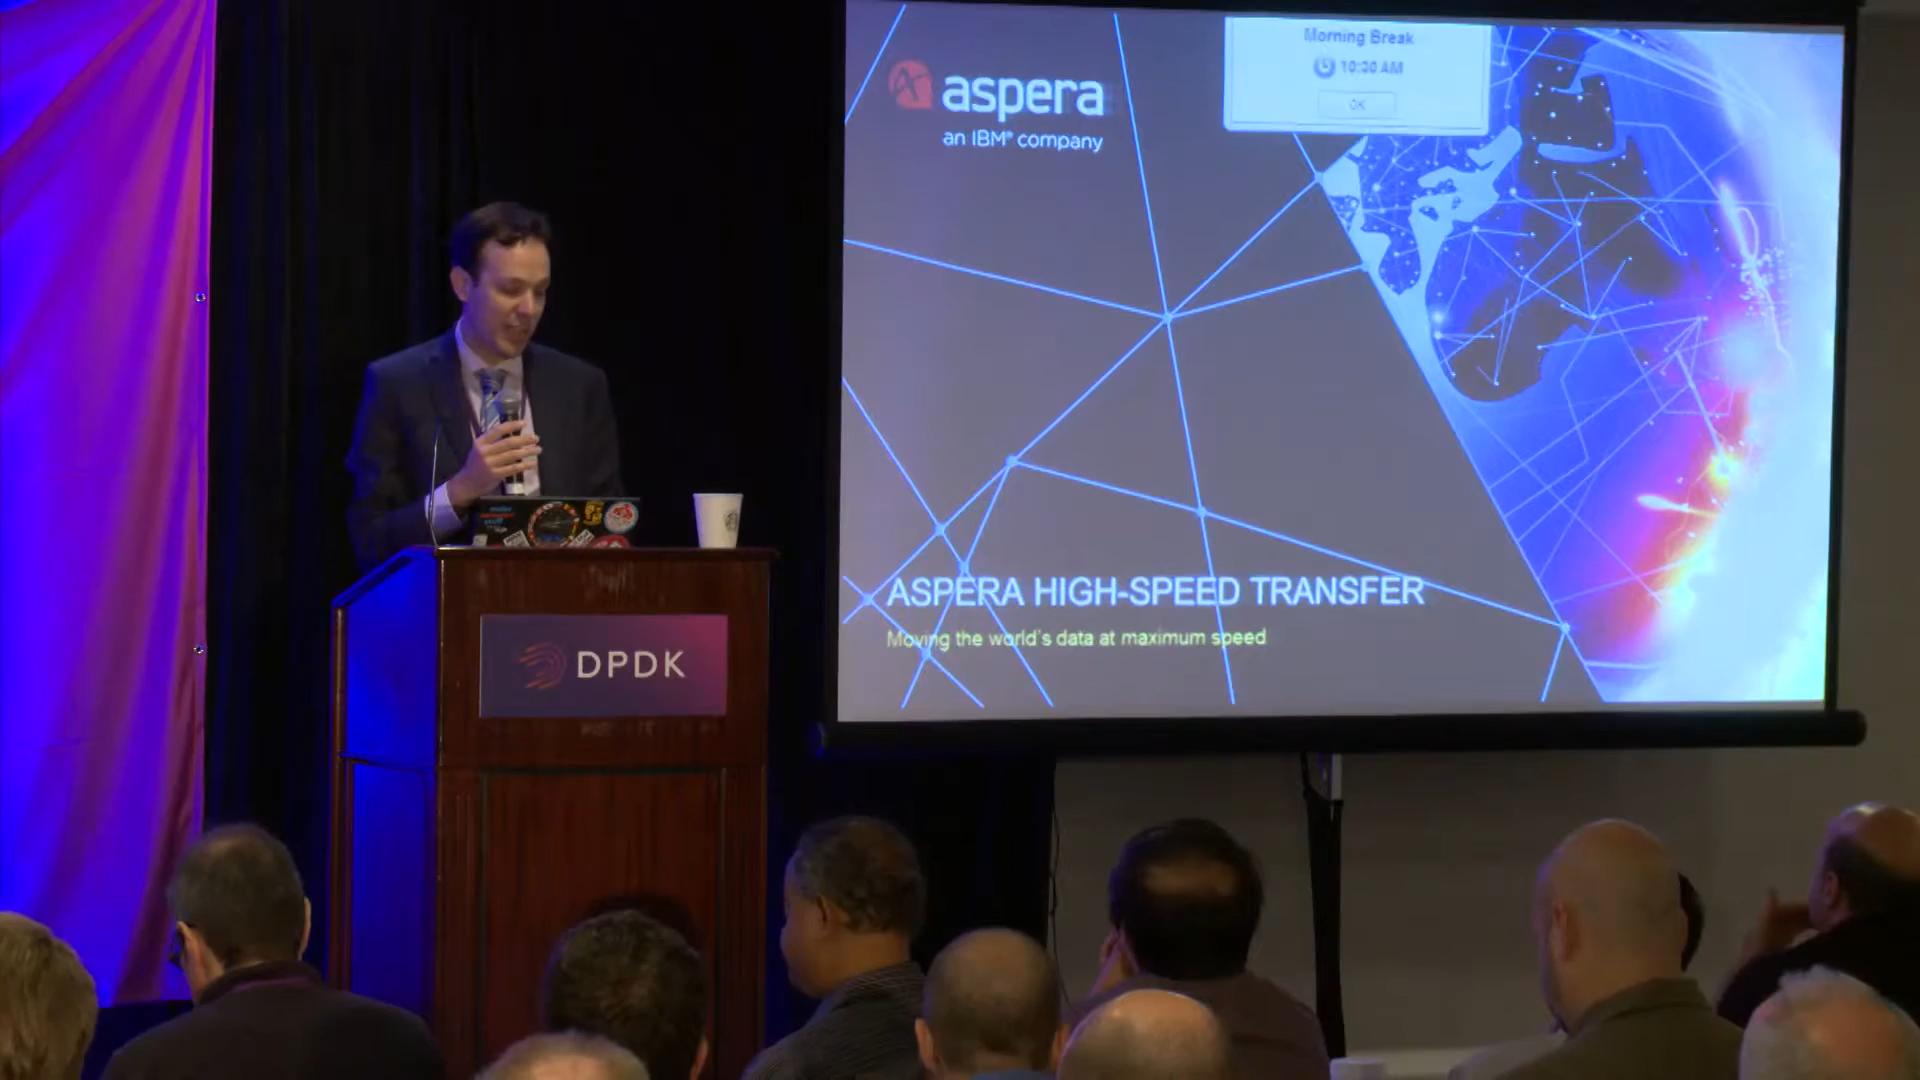 Morning Break
10:30 AM
OK
aspera
an IBM® company
ASPERA HIGH-SPEED TRANSFER
Moving the world's data at maximum speed
DPDK